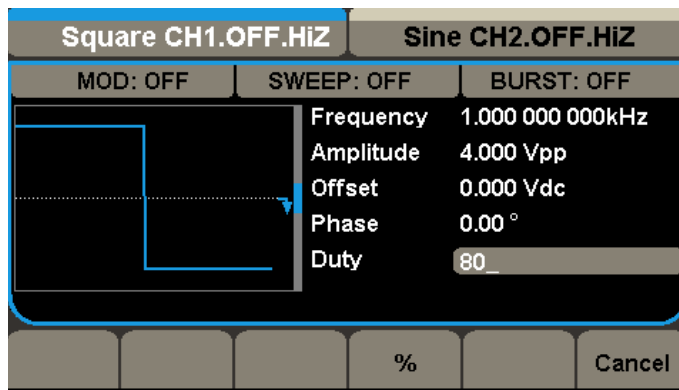 Square CH1.OFF.HiZ Sine CH2.OFF.HiZ
MOD: OFF SWEEP: OFF BURST: OFF
Frequency 1.000 000 000kHz
Amplitude 4.000 Vpp
Offset 0.000 Vdc
Phase 0.00 °
Duty 80_
% Cancel